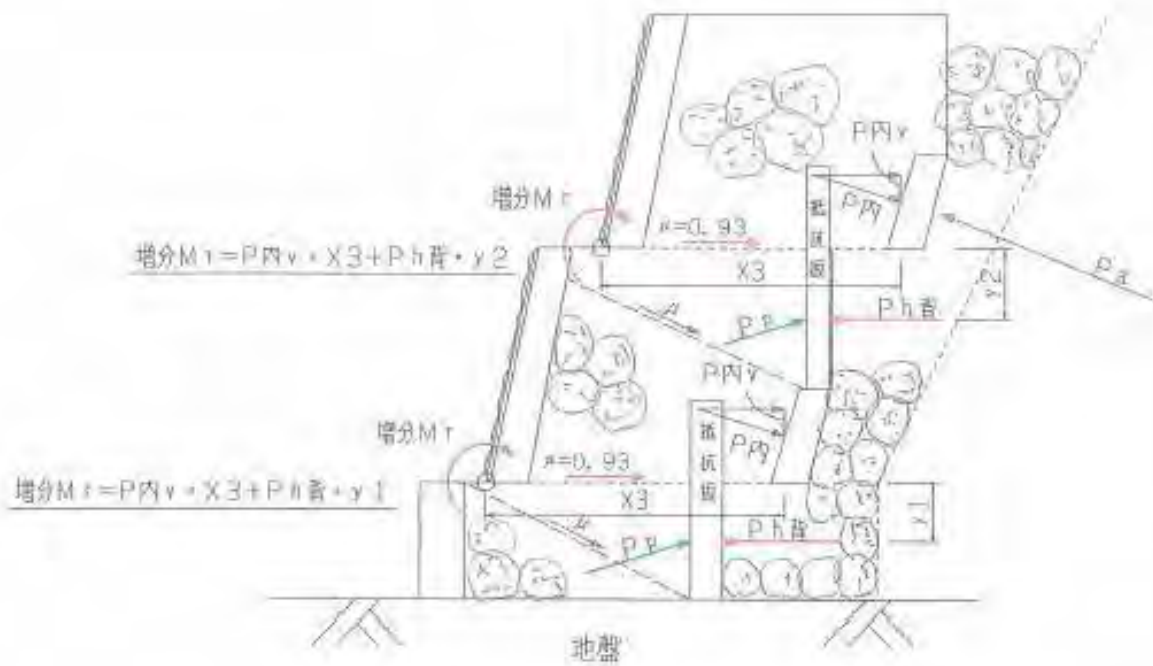 P内v
P内
抵抗版
増分Mr
μ=0.93
増分Mr=P内v・X3+Ph背・y2
X3
y2
Pa
μ
PP
Ph背
P内v
抵抗版
P内
増分Mr
μ=0.93
増分Mr=P内v・X3+Ph背・y1
X3
y1
μ
PP
Ph背
地盤